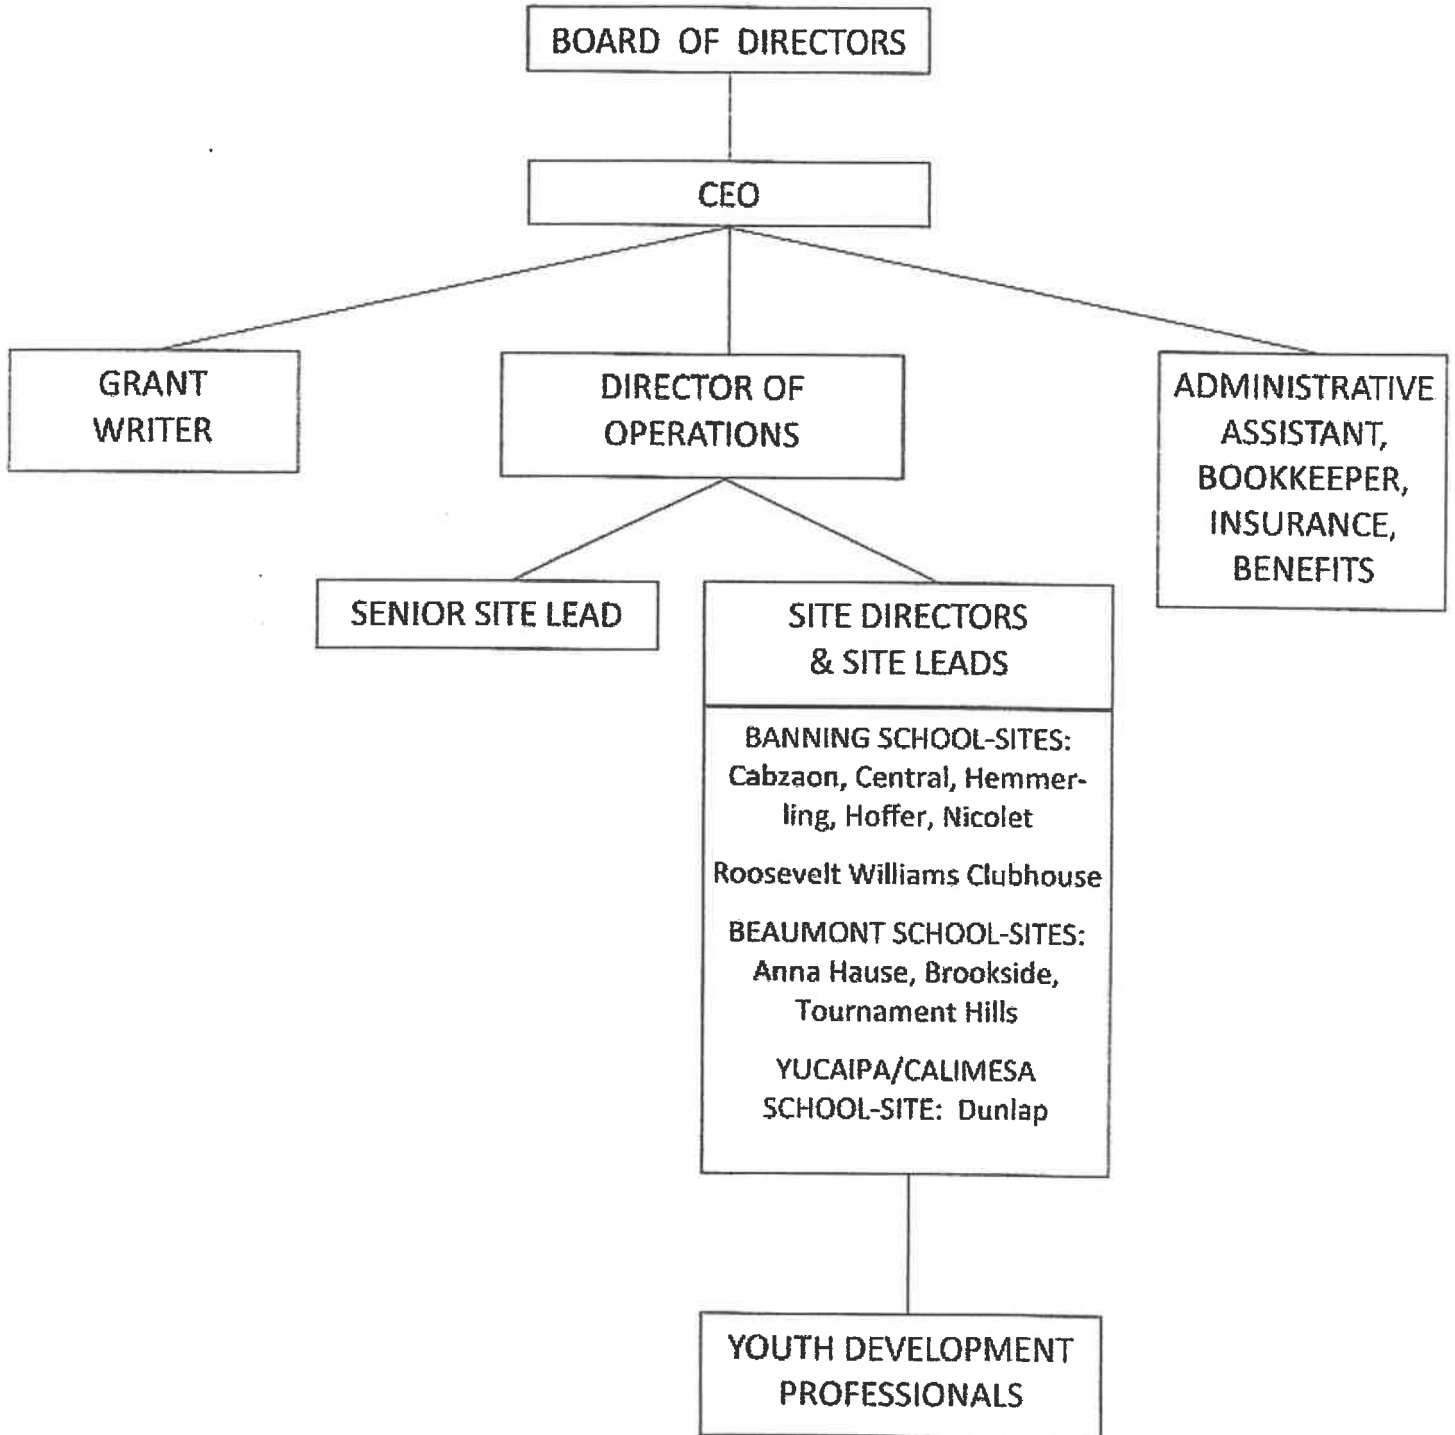 BOARD OF DIRECTORS
CEO
GRANT
WRITER
DIRECTOR OF
OPERATIONS
ADMINISTRATIVE
ASSISTANT,
BOOKKEEPER,
INSURANCE,
BENEFITS
SENIOR SITE LEAD
SITE DIRECTORS
& SITE LEADS
BANNING SCHOOL-SITES:
Cabzaon, Central, Hemmer-
ling, Hoffer, Nicolet
Roosevelt Williams Clubhouse
BEAUMONT SCHOOL-SITES:
Anna Hause, Brookside,
Tournament Hills
YUCAIPA/CALIMESA
SCHOOL-SITE: Dunlap
YOUTH DEVELOPMENT
PROFESSIONALS